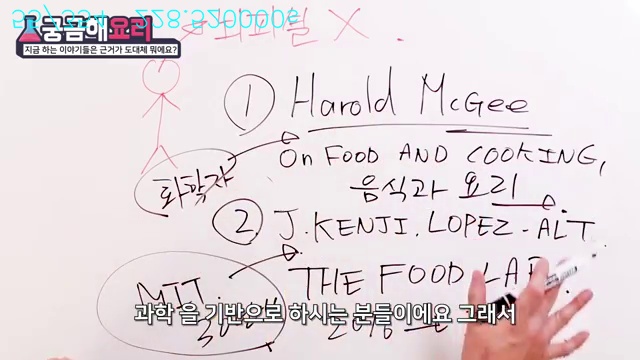 궁금해요리
지금 하는 이야기들은 근거가 도대체 뭐에요?
X.
① Harold McGee
ON FOOD AND COOKING,
화학자
음식과 요리
② J. KENJI. LOPEZ-ALT.
MIT
THE FOOD LAB
과학 을 기반으로 하시는 분들이에요 그래서